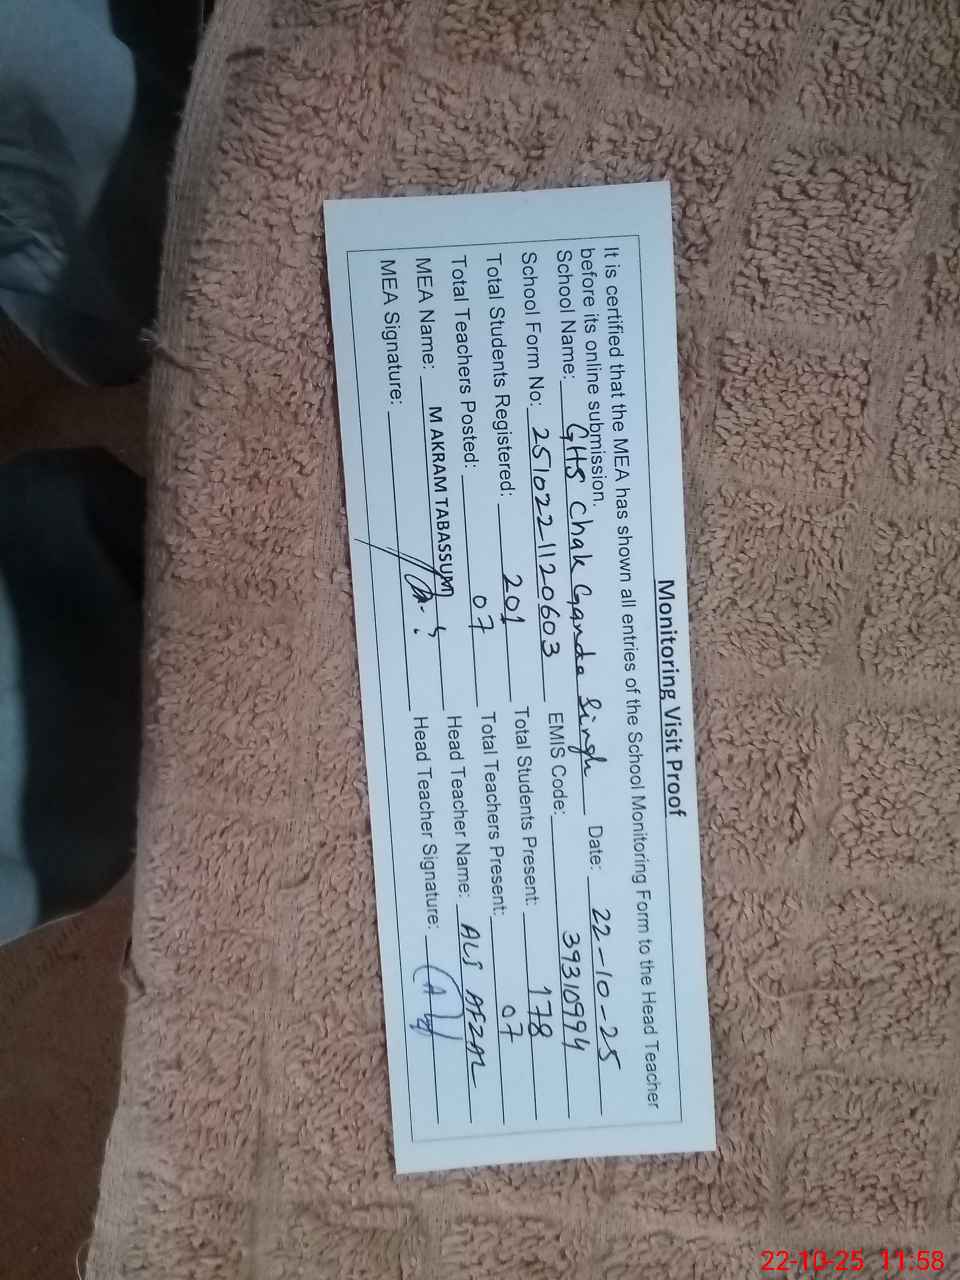 Monitoring Visit Proof
It is certified that the MEA has shown all entries of the School Monitoring Form to the Head Teacher
before its online submission.
School Name: GHS Chak Ganda Singh Date: 22-10-25
School Form No: 2510221120603 EMIS Code: 39310994
Total Students Registered: 201 Total Students Present: 178
Total Teachers Posted: 07 Total Teachers Present: 07
MEA Name: M AKRAM TABASSUM Head Teacher Name: ALI AFZAL
MEA Signature: Head Teacher Signature:
22-10-25 11:58